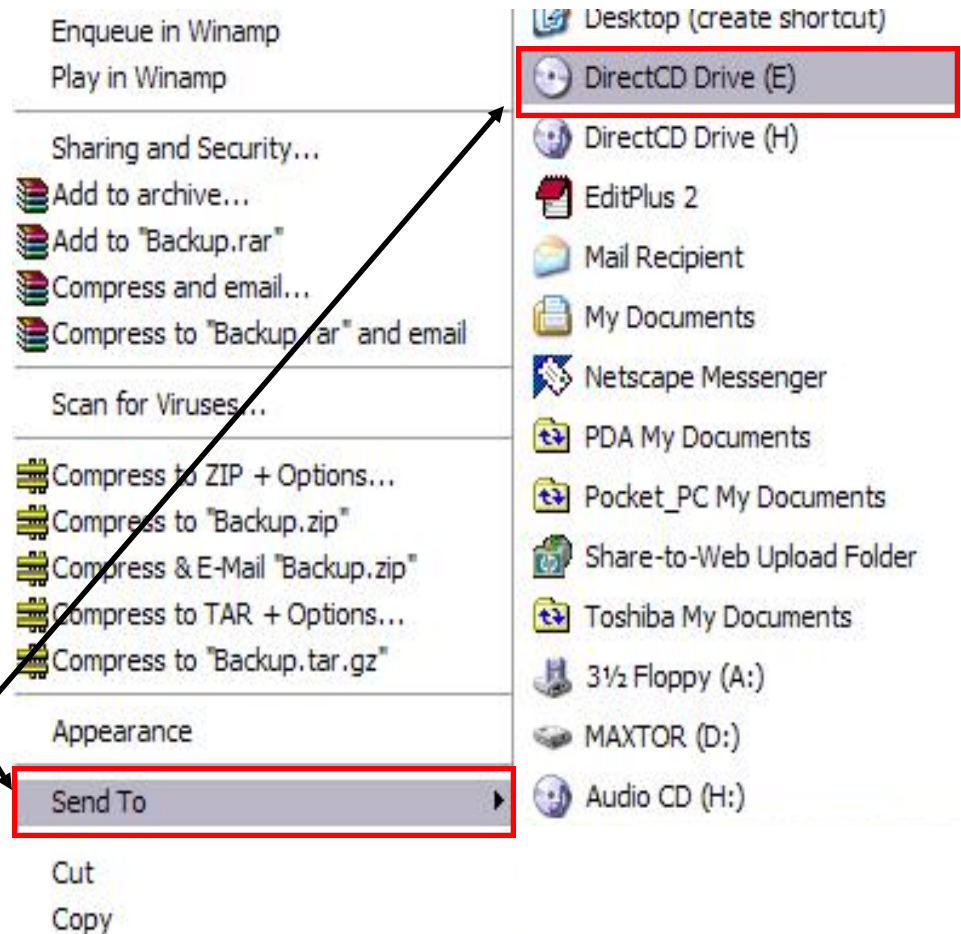 Enqueue in Winamp
Play in Winamp
Sharing and Security...
Add to archive...
Add to "Backup.rar"
Compress and email...
Compress to "Backup.rar" and email
Scan for Viruses...
Compress to ZIP + Options...
Compress to "Backup.zip"
Compress & E-Mail "Backup.zip"
Compress to TAR + Options...
Compress to "Backup.tar.gz"
Appearance
Send To
Cut
Copy
Desktop (create shortcut)
DirectCD Drive (E)
DirectCD Drive (H)
EditPlus 2
Mail Recipient
My Documents
Netscape Messenger
PDA My Documents
Pocket_PC My Documents
Share-to-Web Upload Folder
Toshiba My Documents
3½ Floppy (A:)
MAXTOR (D:)
Audio CD (H:)